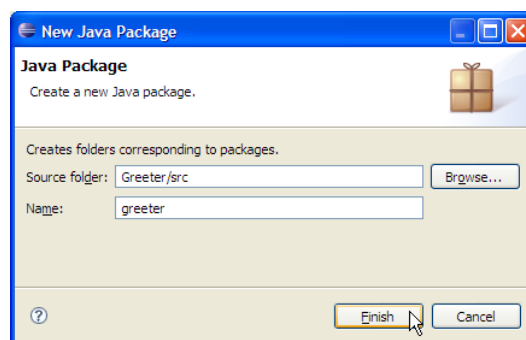 New Java Package
Java Package
Create a new Java package.
Creates folders corresponding to packages.
Source folder: Greeter/src Browse...
Name: greeter
? Finish Cancel